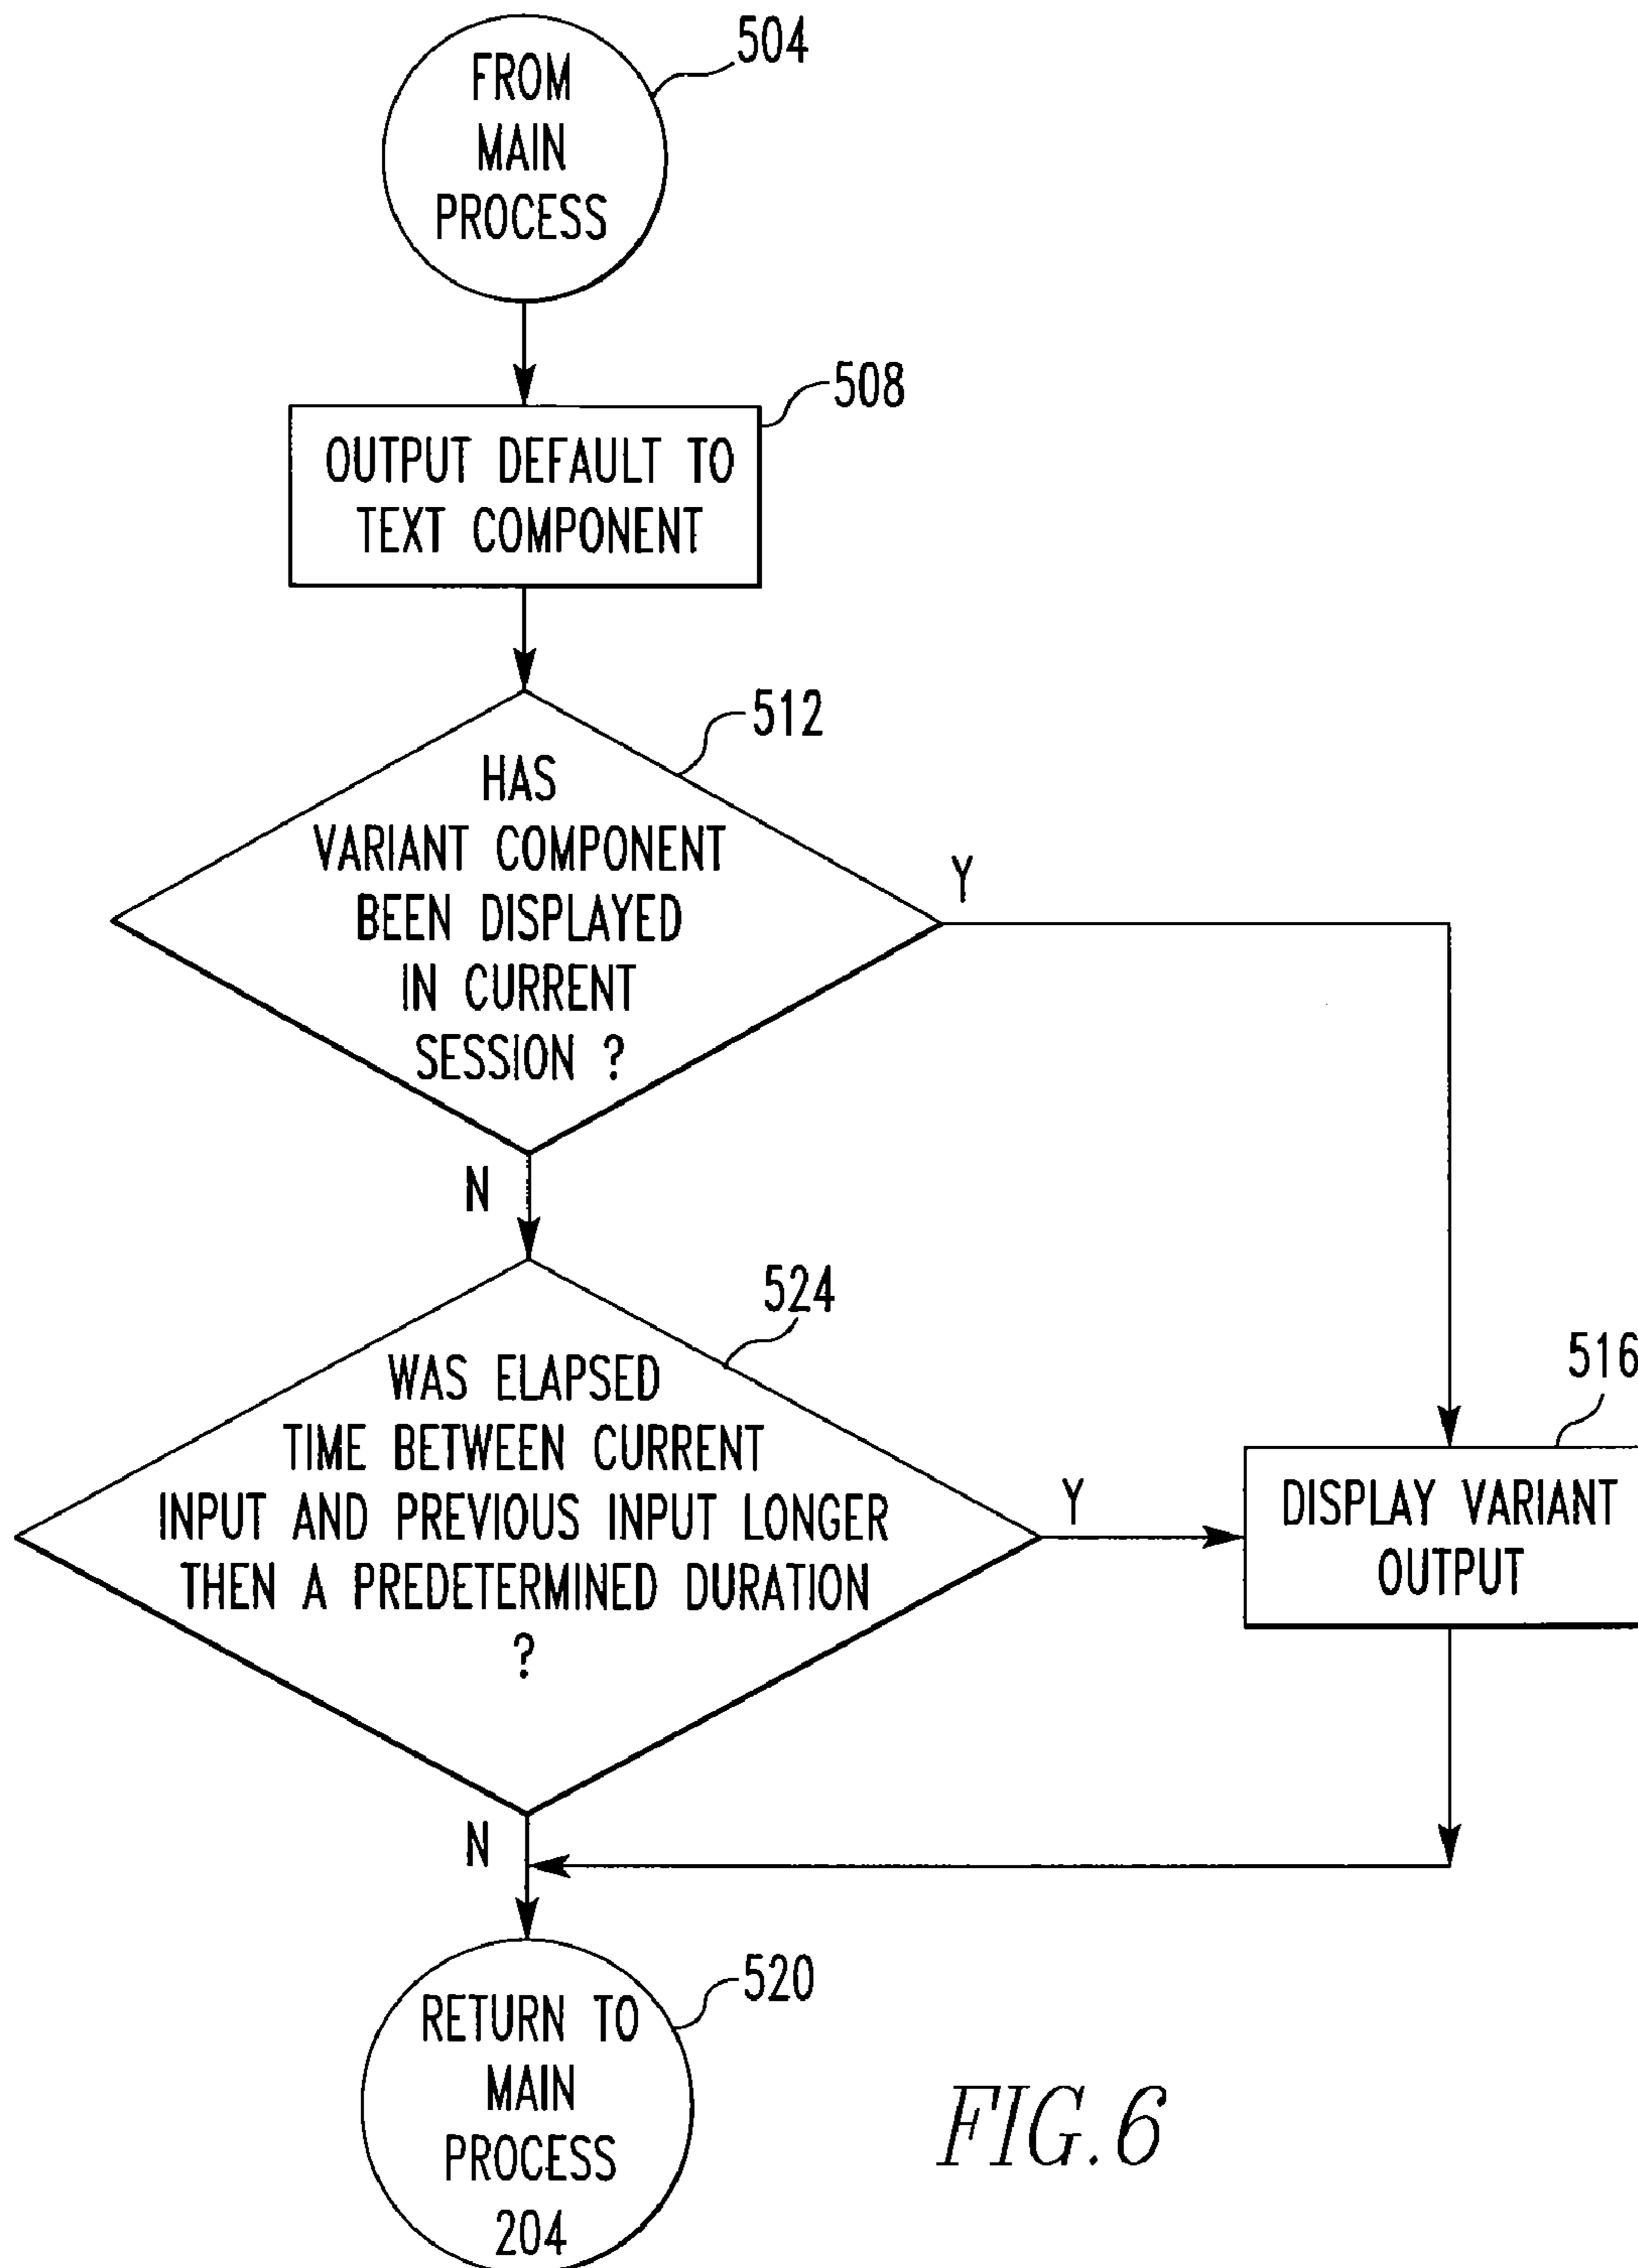 504
FROM
MAIN
PROCESS
508
OUTPUT DEFAULT TO
TEXT COMPONENT
512
HAS
VARIANT COMPONENT
BEEN DISPLAYED
IN CURRENT
SESSION ?
Y
N
524
WAS ELAPSED
TIME BETWEEN CURRENT
INPUT AND PREVIOUS INPUT LONGER
THEN A PREDETERMINED DURATION
?
Y
516
DISPLAY VARIANT
OUTPUT
N
520
RETURN TO
MAIN
PROCESS
204
FIG. 6